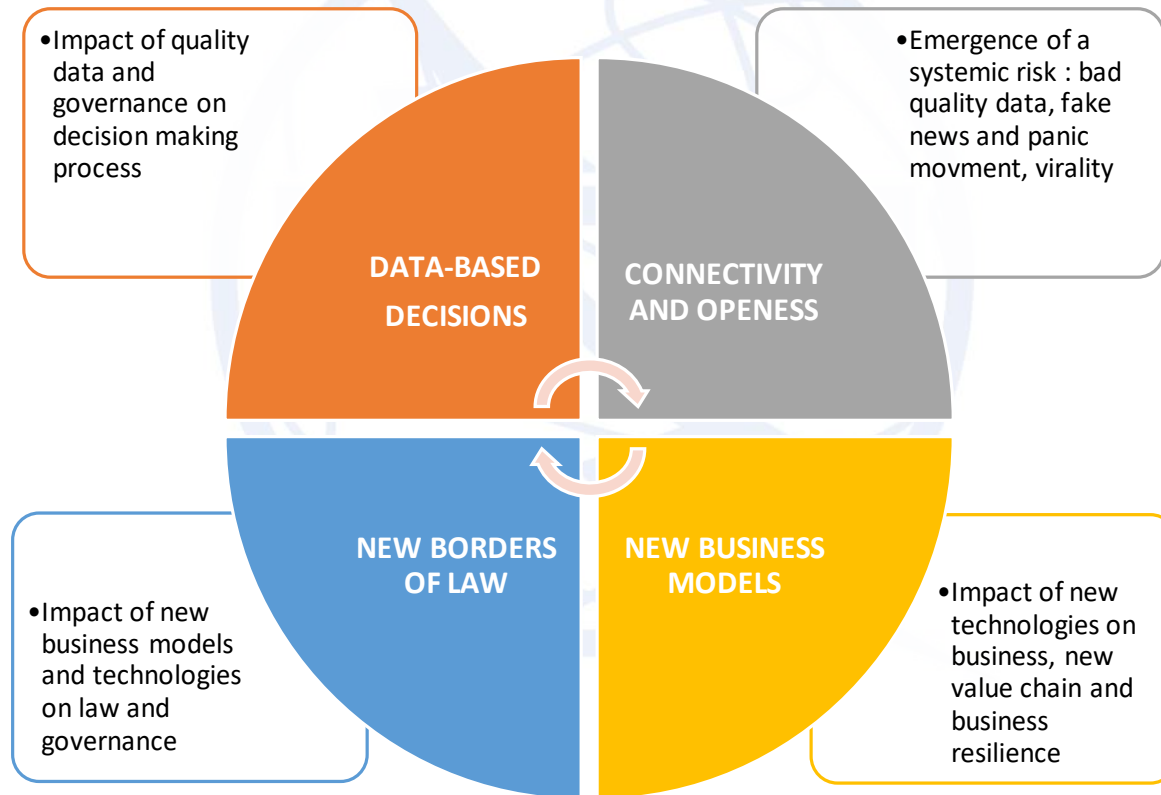 •Impact of quality
data and
governance on
decision making
process
•Emergence of a
systemic risk : bad
quality data, fake
news and panic
movment, virality
DATA-BASED
DECISIONS
CONNECTIVITY
AND OPENESS
NEW BORDERS
OF LAW
NEW BUSINESS
MODELS
•Impact of new
business models
and technologies
on law and
governance
•Impact of new
technologies on
business, new
value chain and
business
resilience